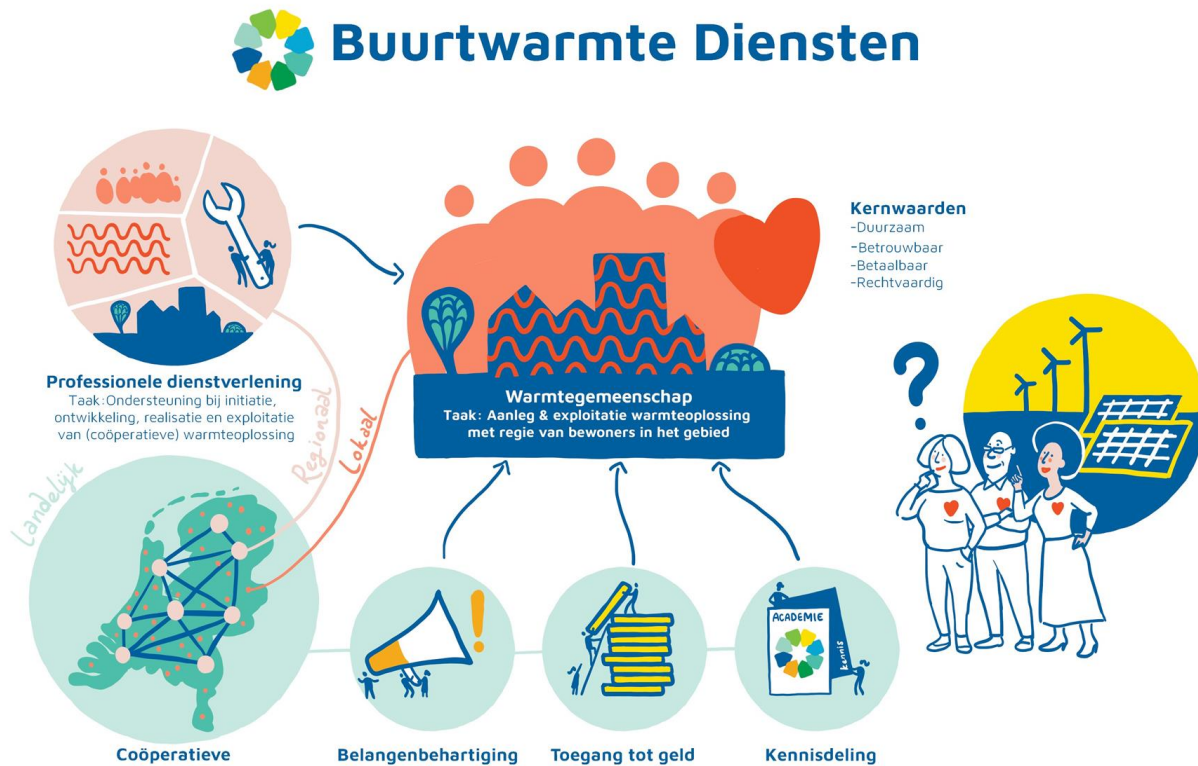 Buurtwarmte Diensten
Kernwaarden
-Duurzaam
-Betrouwbaar
-Betaalbaar
-Rechtvaardig
Professionele dienstverlening
Taak:Ondersteuning bij initiatie,
ontwikkeling, realisatie en exploitatie
van (coöperatieve) warmteoplossing
Regionaal
Lokaal
Warmtegemeenschap
Taak: Aanleg & exploitatie warmteoplossing
met regie van bewoners in het gebied
?
Landelijk
!
ACADEMIE
kennis
Coöperatieve
Belangenbehartiging
Toegang tot geld
Kennisdeling